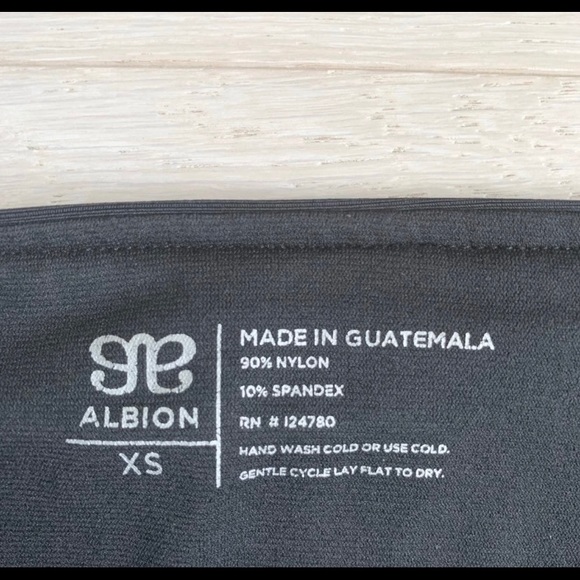 ALBION
XS
MADE IN GUATEMALA
90% NYLON
10% SPANDEX
RN # 124780
HAND WASH COLD OR USE COLD.
GENTLE CYCLE LAY FLAT TO DRY.